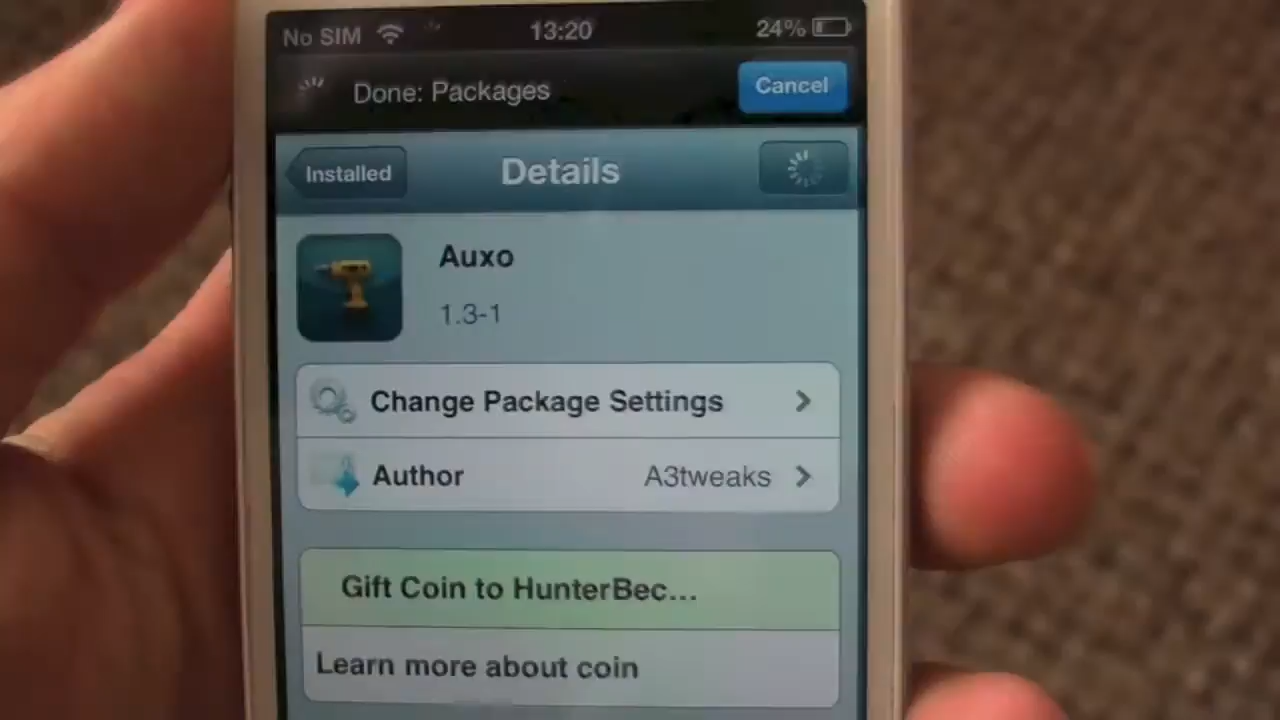 No SIM 13:20 24%
Done: Packages Cancel
Installed Details
Auxo
1.3-1
Change Package Settings
Author A3tweaks
Gift Coin to HunterBec...
Learn more about coin